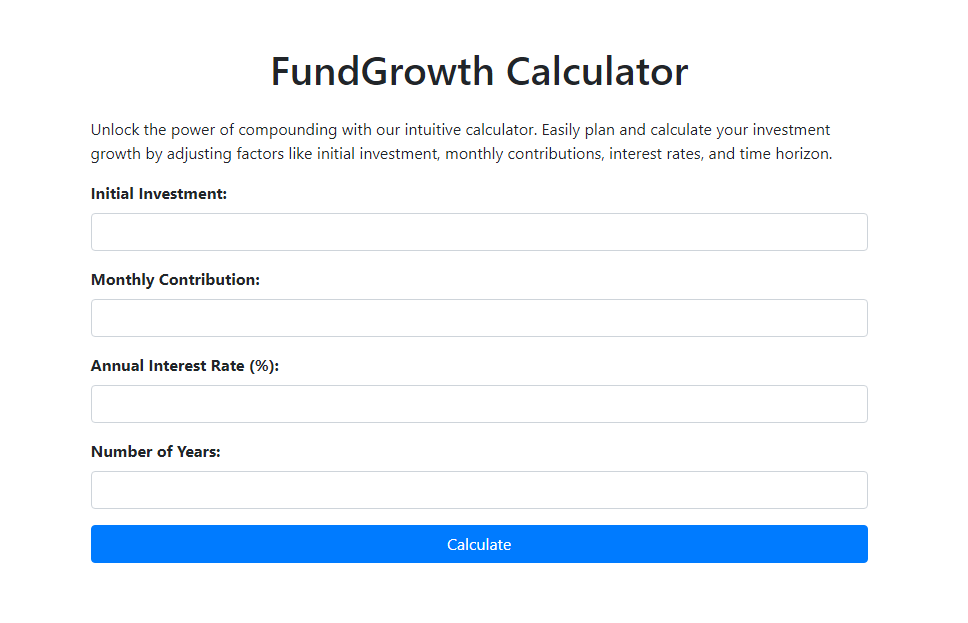 FundGrowth Calculator
Unlock the power of compounding with our intuitive calculator. Easily plan and calculate your investment
growth by adjusting factors like initial investment, monthly contributions, interest rates, and time horizon.
Initial Investment:
Monthly Contribution:
Annual Interest Rate (%):
Number of Years:
Calculate